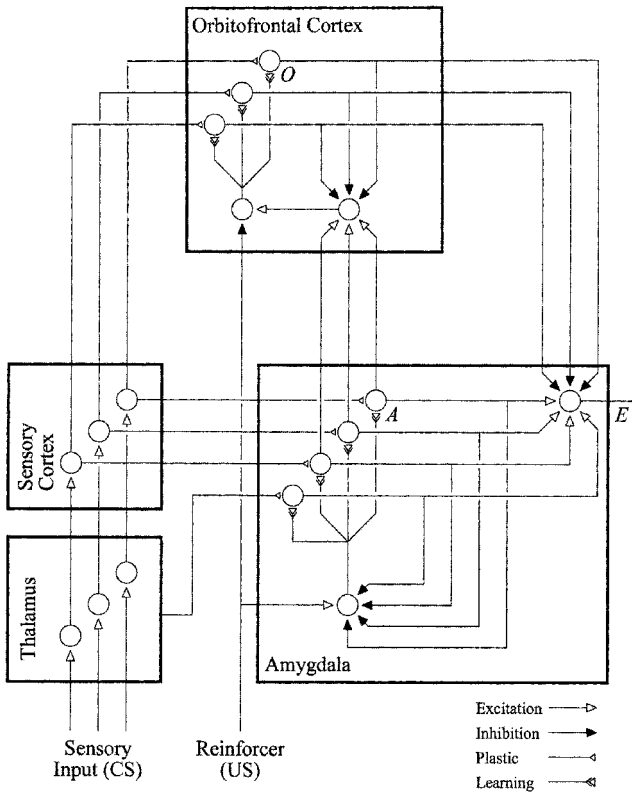 Orbitofrontal Cortex
O
Sensory
Cortex
A
E
Thalamus
Amygdala
Sensory
Input (CS)
Reinforcer
(US)
Excitation
Inhibition
Plastic
Learning